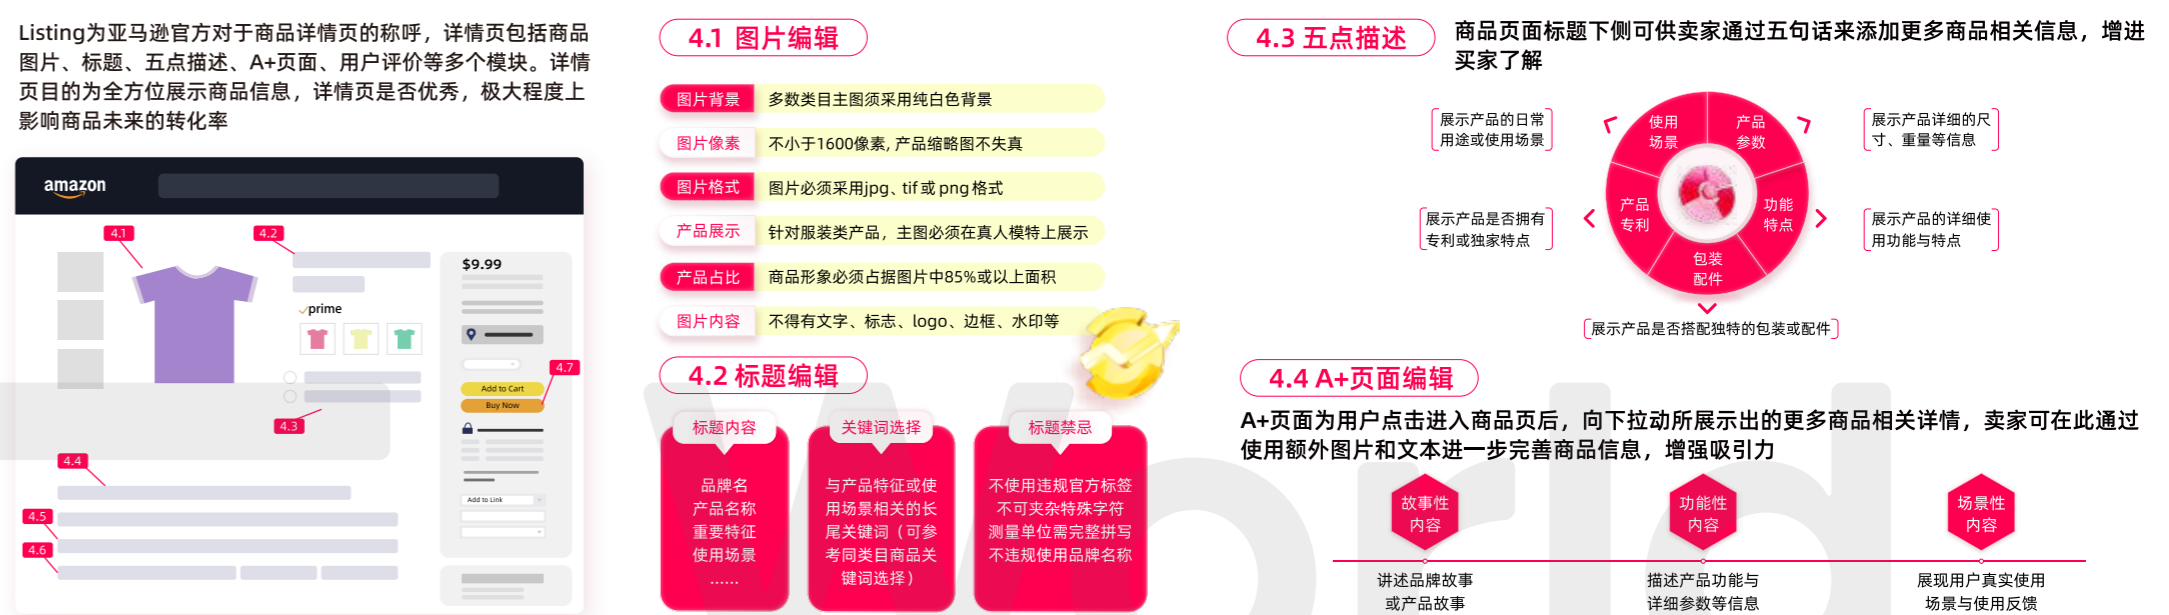 Listing为亚马逊官方对于商品详情页的称呼，详情页包括商品
图片、标题、五点描述、A+页面、用户评价等多个模块。详情
页目的为全方位展示商品信息，详情页是否优秀，极大程度上
影响商品未来的转化率
amazon
4.1
4.2
$9.99
prime
4.7
Add to Cart
Buy Now
4.3
4.4
Add to Link
4.5
4.6
4.1 图片编辑
图片背景 多数类目主图须采用纯白色背景
图片像素 不小于1600像素, 产品缩略图不失真
图片格式 图片必须采用jpg、tif 或 png 格式
产品展示 针对服装类产品，主图必须在真人模特上展示
产品占比 商品形象必须占据图片中85%或以上面积
图片内容 不得有文字、标志、logo、边框、水印等
4.2 标题编辑
标题内容
品牌名
产品名称
重要特征
使用场景
......
关键词选择
与产品特征或使
用场景相关的长
尾关键词（可参
考同类目商品关
键词选择）
标题禁忌
不使用违规官方标签
不可夹杂特殊字符
测量单位需完整拼写
不违规使用品牌名称
4.3 五点描述
商品页面标题下侧可供卖家通过五句话来添加更多商品相关信息，增进
买家了解
展示产品的日常
用途或使用场景
使用
场景
产品
参数
展示产品详细的尺
寸、重量等信息
展示产品是否拥有
专利或独家特点
产品
专利
功能
特点
展示产品的详细使
用功能与特点
包装
配件
展示产品是否搭配独特的包装或配件
4.4 A+页面编辑
A+页面为用户点击进入商品页后，向下拉动所展示出的更多商品相关详情，卖家可在此通过
使用额外图片和文本进一步完善商品信息，增强吸引力
故事性
内容
讲述品牌故事
或产品故事
功能性
内容
描述产品功能与
详细参数等信息
场景性
内容
展现用户真实使用
场景与使用反馈
World